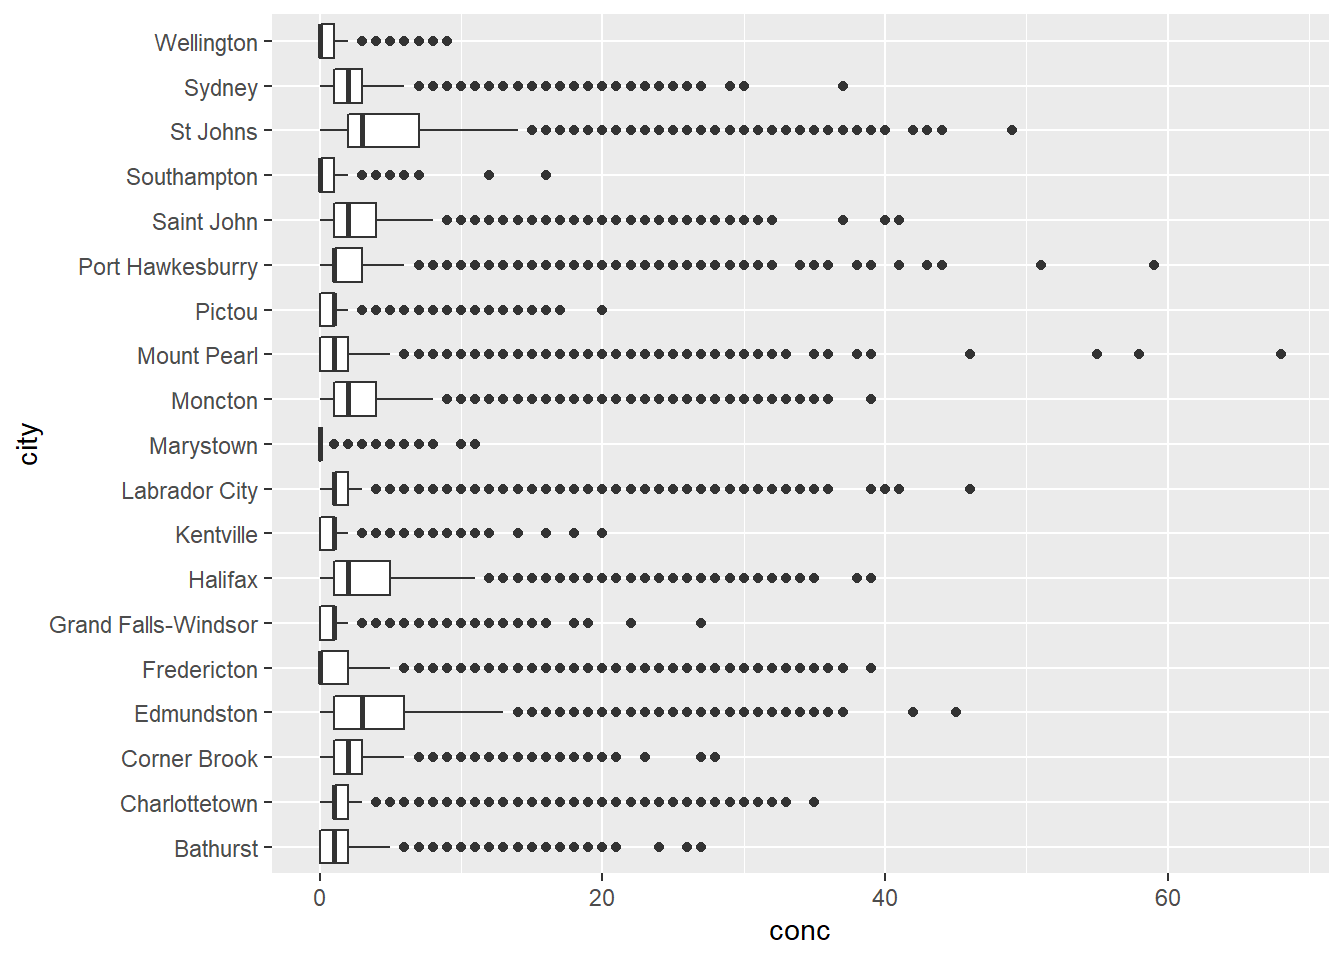 Wellington
Sydney
St Johns
Southampton
Saint John
Port Hawkesburry
Pictou
Mount Pearl
Moncton
Marystown
Labrador City
Kentville
Halifax
Grand Falls-Windsor
Fredericton
Edmundston
Corner Brook
Charlottetown
Bathurst
city
0 20 40 60
conc